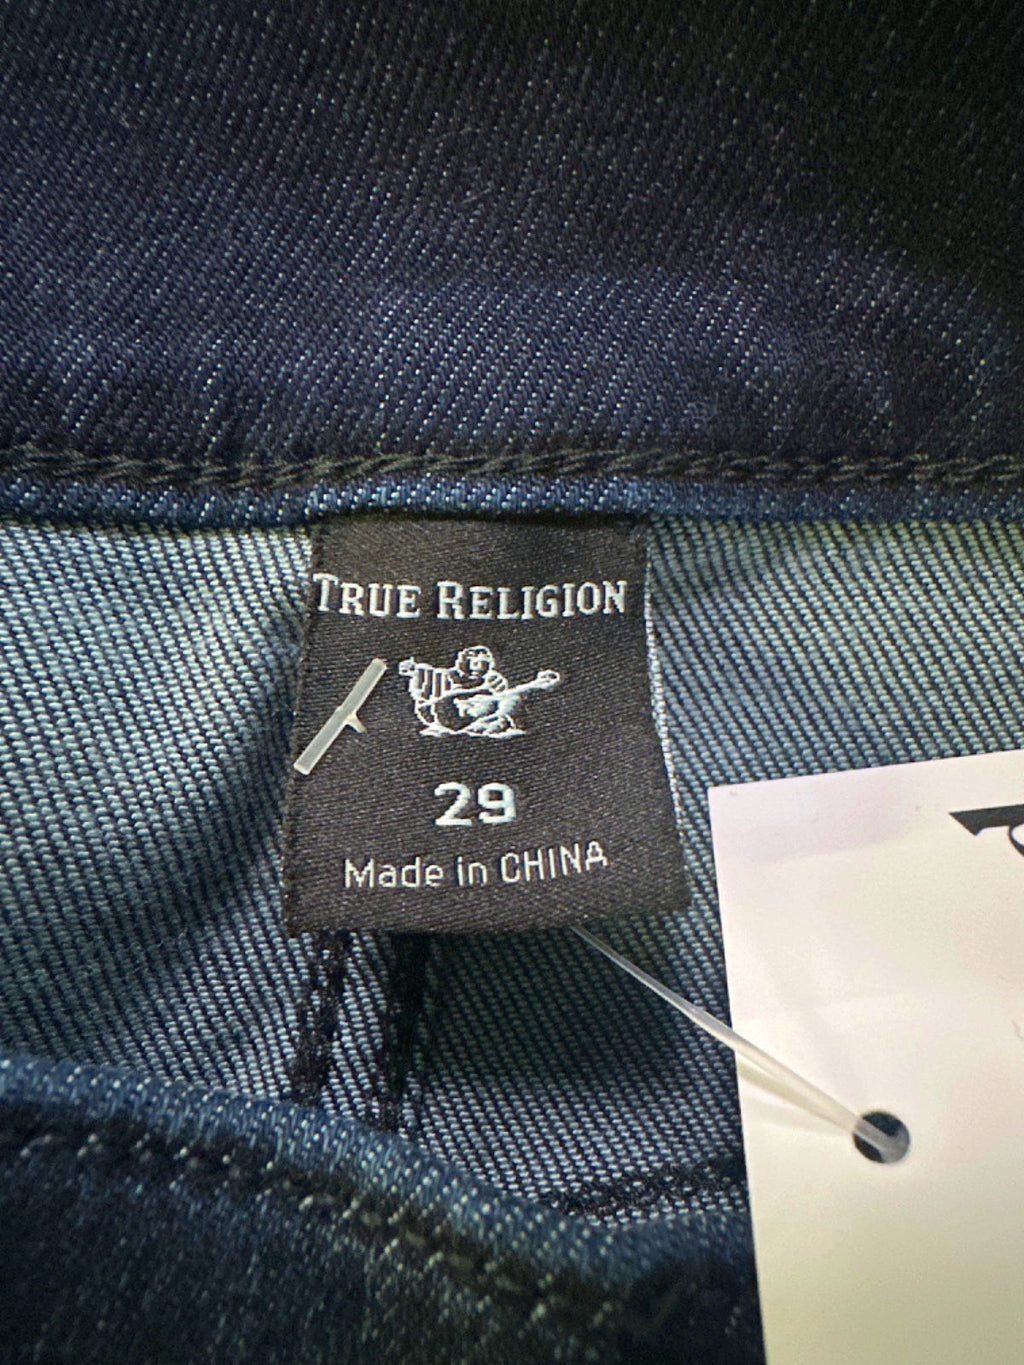 TRUE RELIGION
29
Made in CHINA